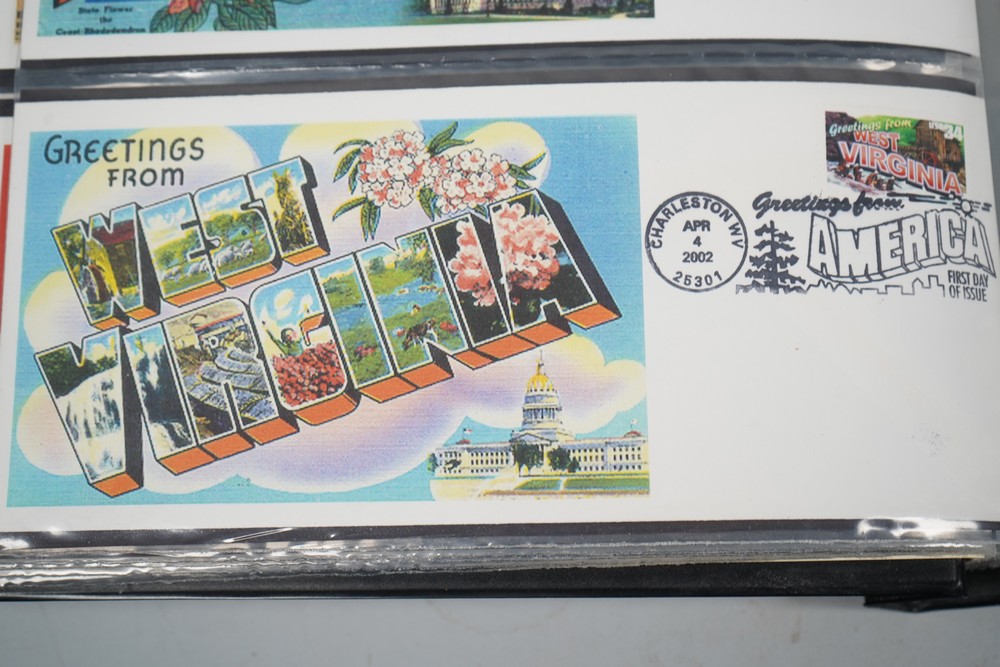 State Flower
the
Coast Rhododendron
GREETINGS
FROM
WEST
VIRGINIA
Greetings from
WEST
VIRGINIA
USA 34
CHARLESTON WV
APR
4
2002
25301
Greetings from
AMERICA
FIRST DAY
OF ISSUE